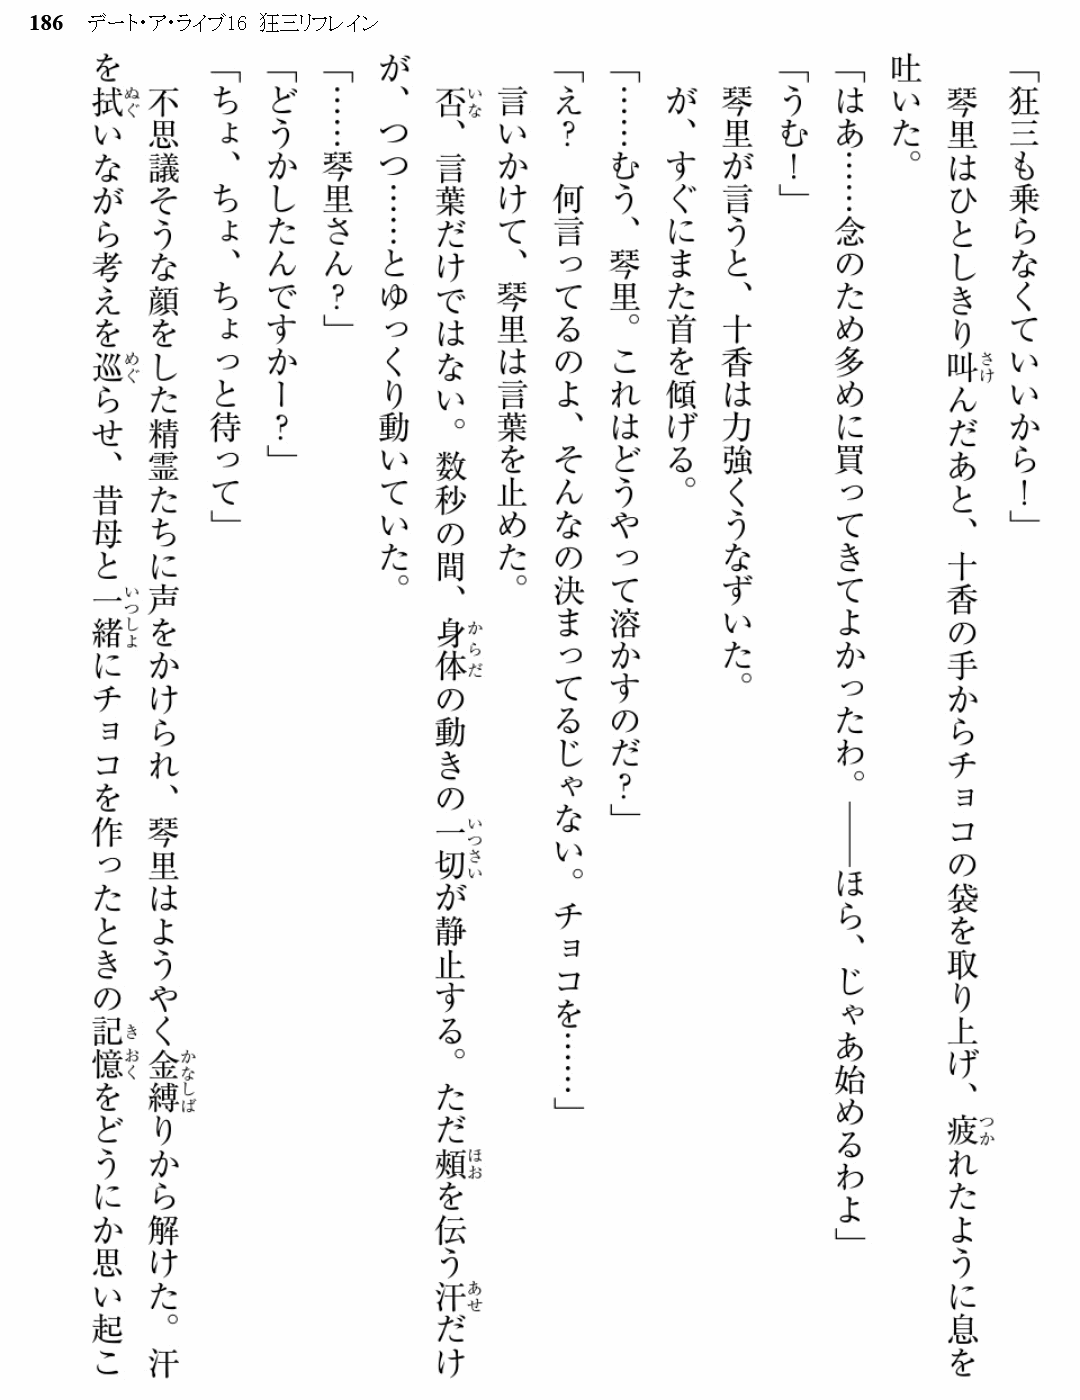 186 デート・ア・ライブ16 狂三リフレイン
「狂三も乗らなくていいから！」
琴里はひとしきり叫んだあと、十香の手からチョコの袋を取り上げ、疲れたように息を
吐いた。
「はあ……念のため多めに買ってきてよかったわ。――ほら、じゃあ始めるわよ」
「うむ！」
琴里が言うと、十香は力強くうなずいた。
が、すぐにまた首を傾げる。
「……むう、琴里。これはどうやって溶かすのだ？」
「え？　何言ってるのよ、そんなの決まってるじゃない。チョコを……」
言いかけて、琴里は言葉を止めた。
否、言葉だけではない。数秒の間、身体の動きの一切が静止する。ただ頰を伝う汗だけ
が、つつ……とゆっくり動いていた。
「……琴里さん？」
「どうかしたんですかー？」
「ちょ、ちょ、ちょっと待って」
不思議そうな顔をした精霊たちに声をかけられ、琴里はようやく金縛りから解けた。汗
を拭いながら考えを巡らせ、昔母と一緒にチョコを作ったときの記憶をどうにか思い起こ